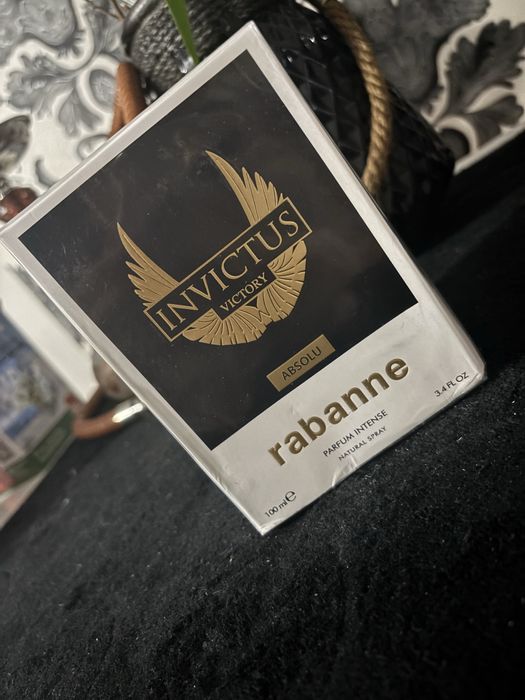 INVICTUS
VICTORY
ABSOLU
rabanne
PARFUM INTENSE
NATURAL SPRAY
100 ml ℮
3.4 FL OZ